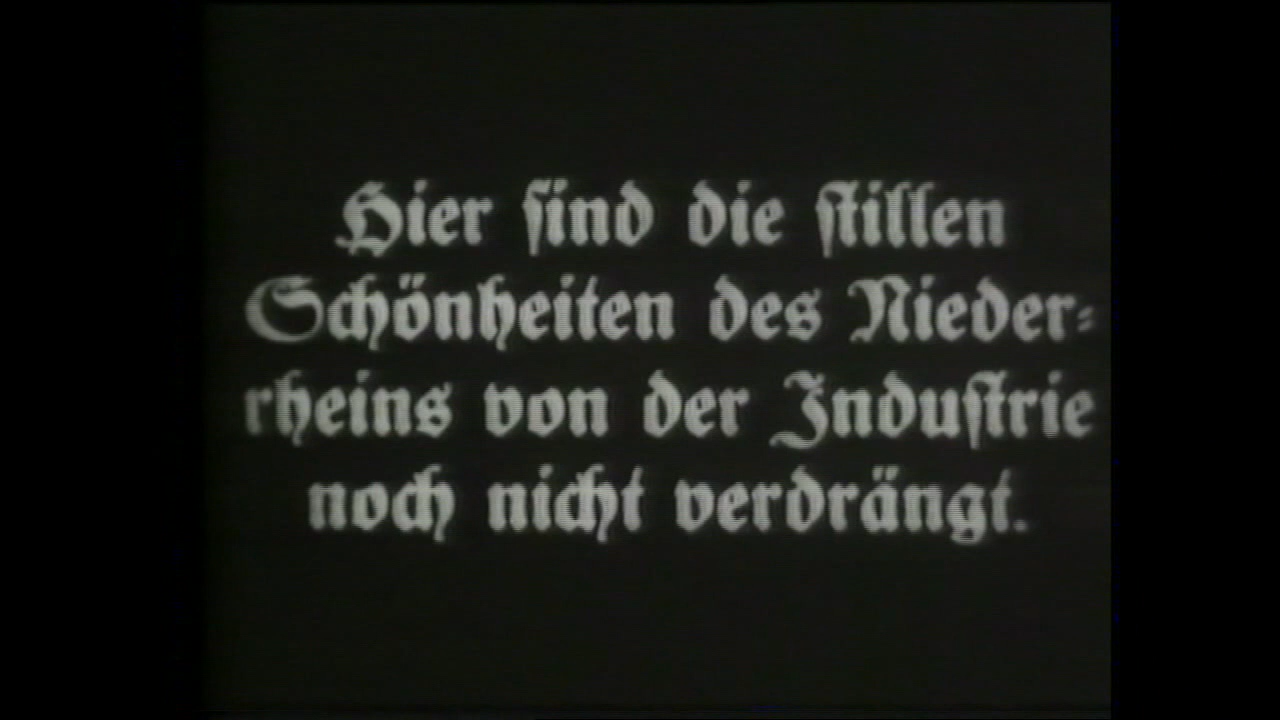 Hier ſind die ſtillen
Schönheiten des Nieder-
rheins von der Induſtrie
noch nicht verdrängt.